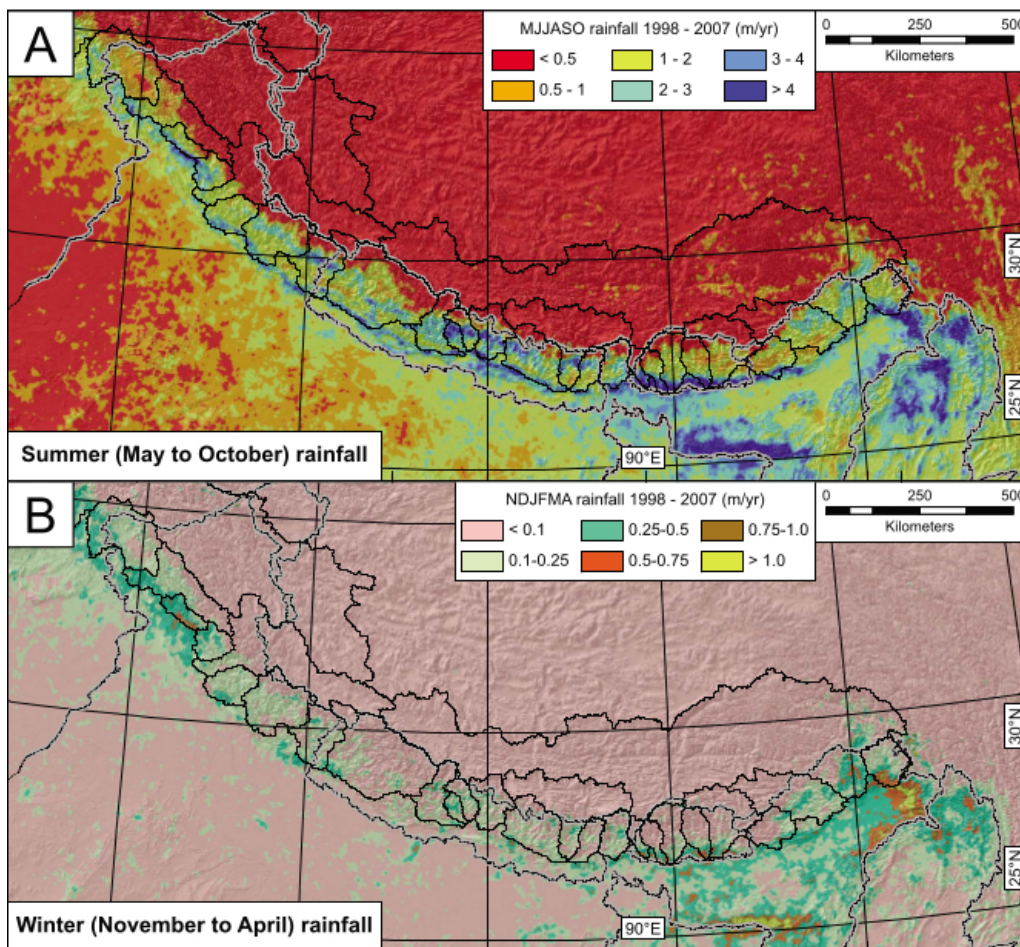 A
MJJASO rainfall 1998 - 2007 (m/yr)
< 0.5 1 - 2 3 - 4
0.5 - 1 2 - 3 > 4
0 250 500
Kilometers
30°N
25°N
90°E
Summer (May to October) rainfall
B
NDJFMA rainfall 1998 - 2007 (m/yr)
< 0.1 0.25-0.5 0.75-1.0
0.1-0.25 0.5-0.75 > 1.0
0 250 500
Kilometers
30°N
25°N
90°E
Winter (November to April) rainfall